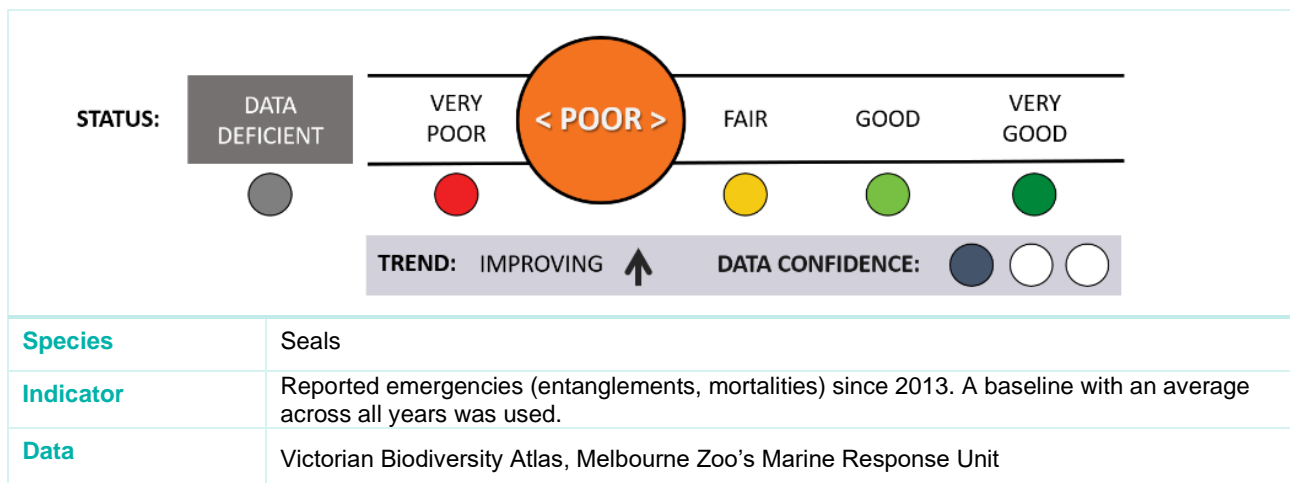 STATUS:
DATA
DEFICIENT
VERY
POOR
< POOR >
FAIR
GOOD
VERY
GOOD
TREND: IMPROVING
DATA CONFIDENCE:
Species
Seals
Indicator
Reported emergencies (entanglements, mortalities) since 2013. A baseline with an average
across all years was used.
Data
Victorian Biodiversity Atlas, Melbourne Zoo's Marine Response Unit